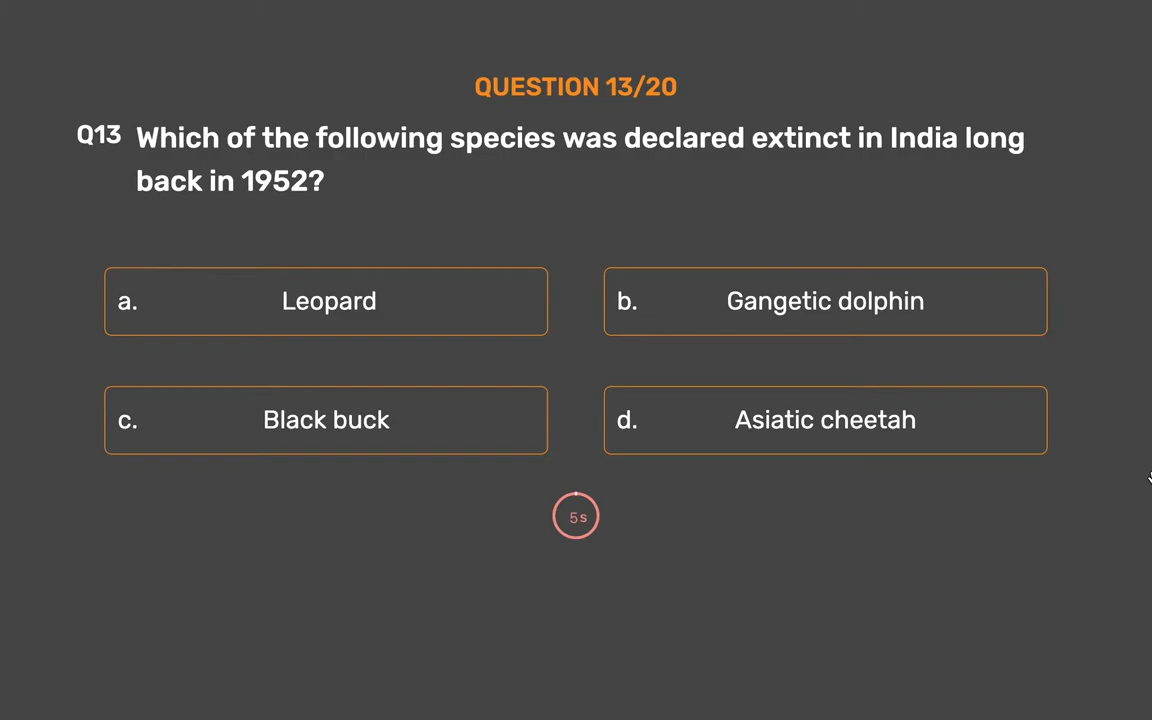 QUESTION 13/20
Q13 Which of the following species was declared extinct in India long
back in 1952?
a. Leopard
b. Gangetic dolphin
c. Black buck
d. Asiatic cheetah
5s